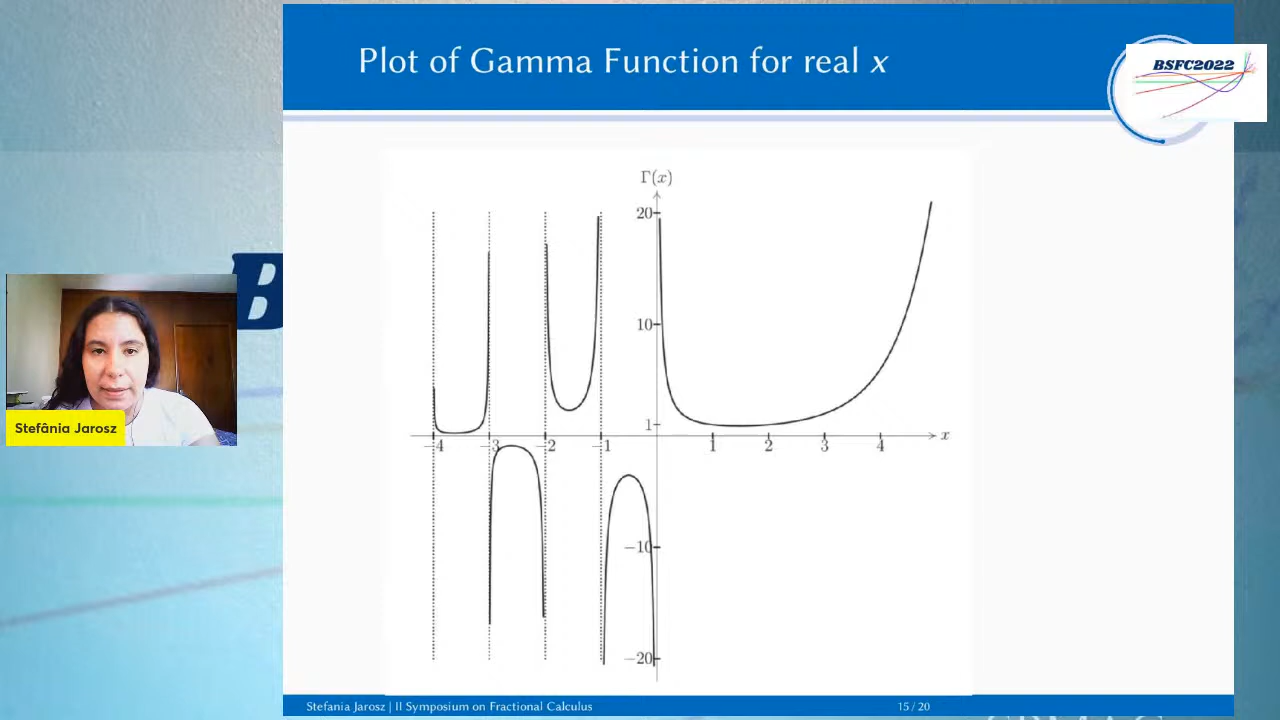 Plot of Gamma Function for real x
BSFC2022
Γ(x)
20
10
1
−4 −3 −2 −1 1 2 3 4 x
−10
−20
B
Stefânia Jarosz
Stefania Jarosz | II Symposium on Fractional Calculus 15 / 20